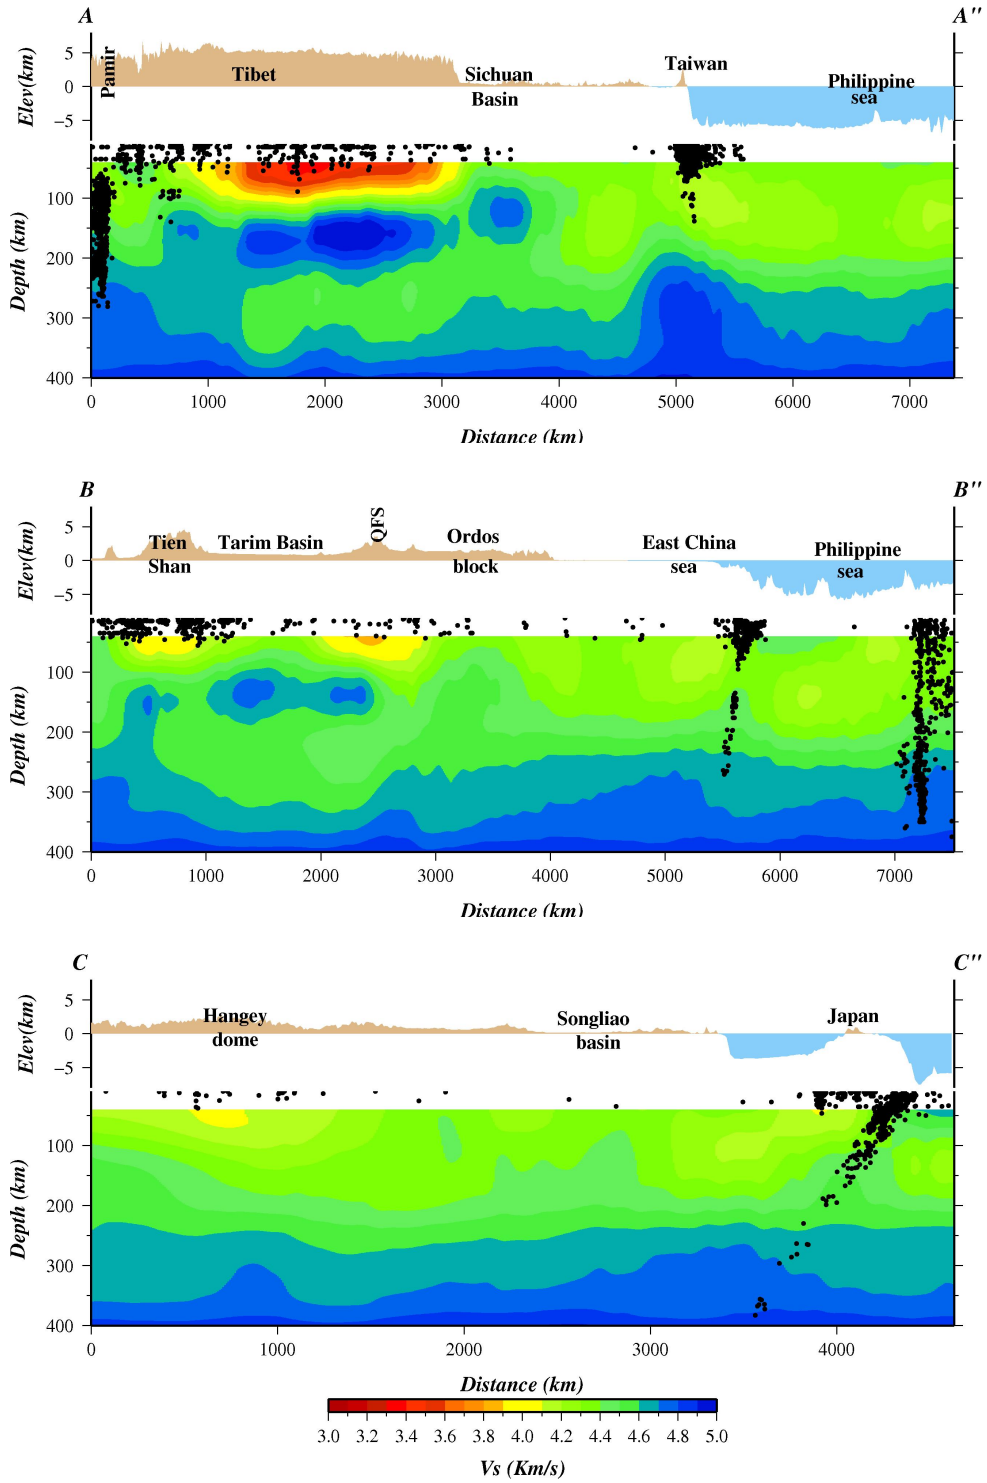 A A"
Elev(km)
5
0
−5
Pamir
Tibet
Sichuan
Basin
Taiwan
Philippine
sea
Depth (km)
100
200
300
400
0 1000 2000 3000 4000 5000 6000 7000
Distance (km)
B B"
Elev(km)
5
0
−5
Tien
Shan
Tarim Basin
QFS
Ordos
block
East China
sea
Philippine
sea
Depth (km)
100
200
300
400
0 1000 2000 3000 4000 5000 6000 7000
Distance (km)
C C"
Elev(km)
5
0
−5
Hangey
dome
Songliao
basin
Japan
Depth (km)
100
200
300
400
0 1000 2000 3000 4000
Distance (km)
3.0 3.2 3.4 3.6 3.8 4.0 4.2 4.4 4.6 4.8 5.0
Vs (Km/s)